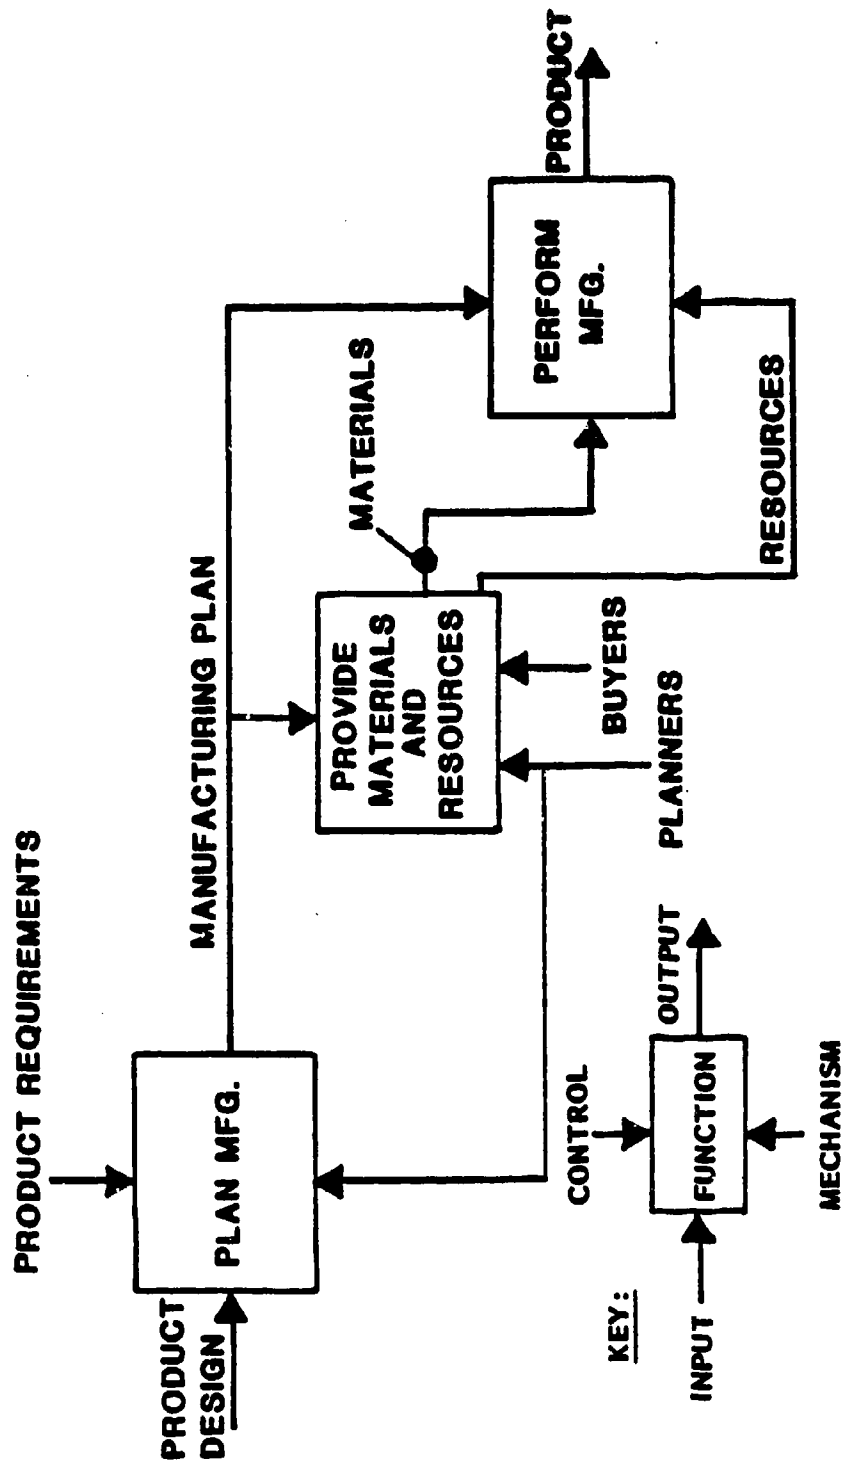 PRODUCT REQUIREMENTS
PRODUCT
DESIGN
PLAN MFG.
MANUFACTURING PLAN
PROVIDE
MATERIALS
AND
RESOURCES
MATERIALS
PERFORM
MFG.
PRODUCT
BUYERS
PLANNERS
RESOURCES
KEY:
CONTROL
INPUT
FUNCTION
OUTPUT
MECHANISM